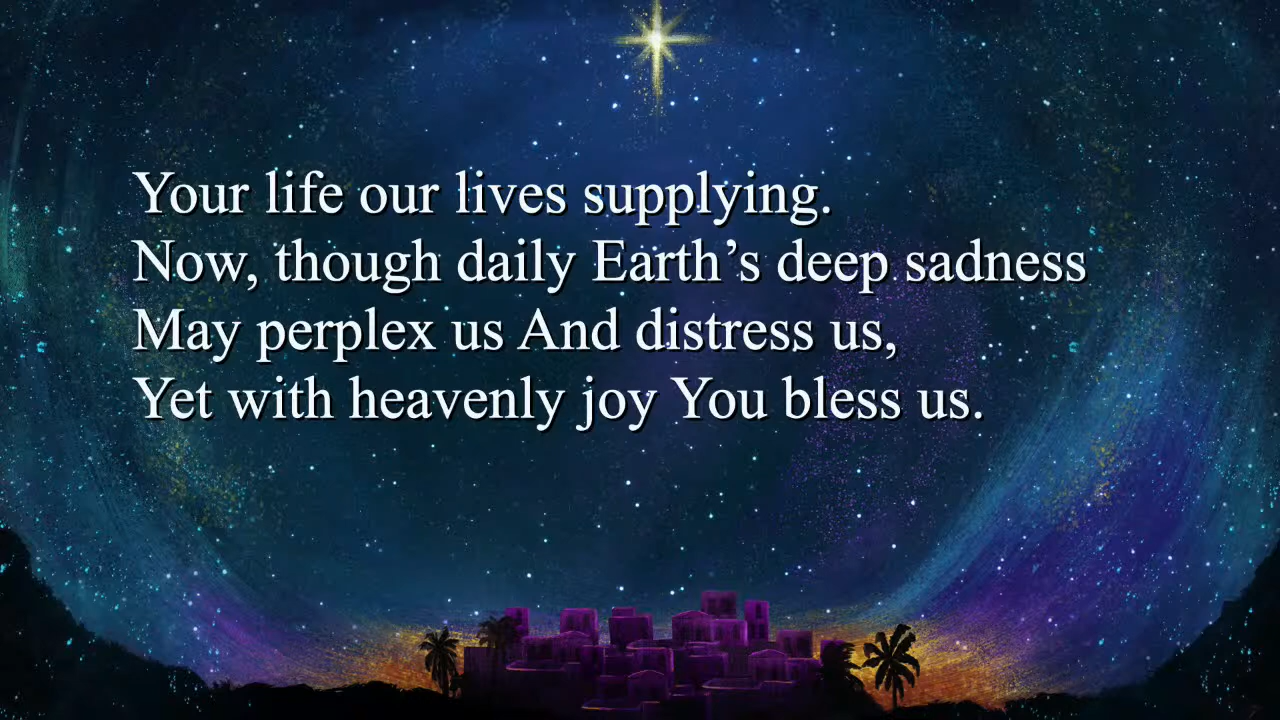 Your life our lives supplying.
Now, though daily Earth’s deep sadness
May perplex us And distress us,
Yet with heavenly joy You bless us.